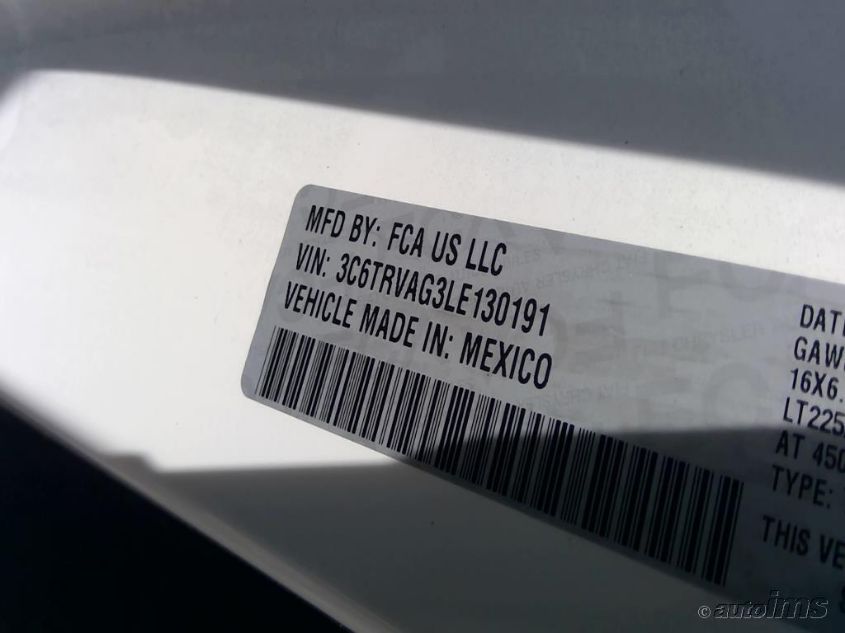 MFD BY: FCA US LLC
VIN: 3C6TRVAG3LE130191
VEHICLE MADE IN: MEXICO
DAT
GAW
16X6.
LT225
AT 450
TYPE:
THIS VE
© autoims